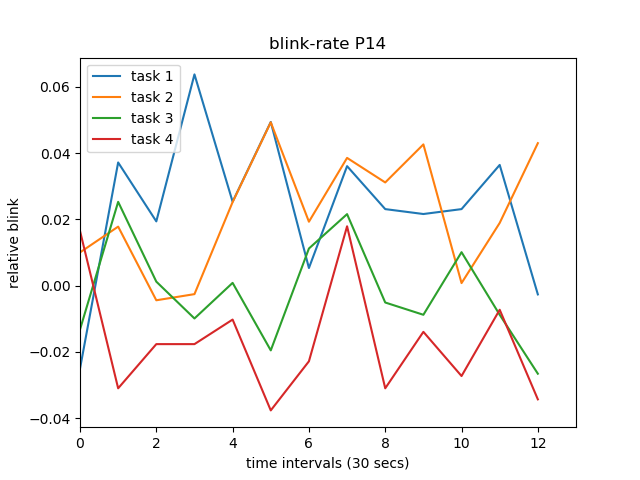 blink-rate P14
task 1
task 2
task 3
task 4
relative blink
0.06
0.04
0.02
0.00
−0.02
−0.04
0 2 4 6 8 10 12
time intervals (30 secs)